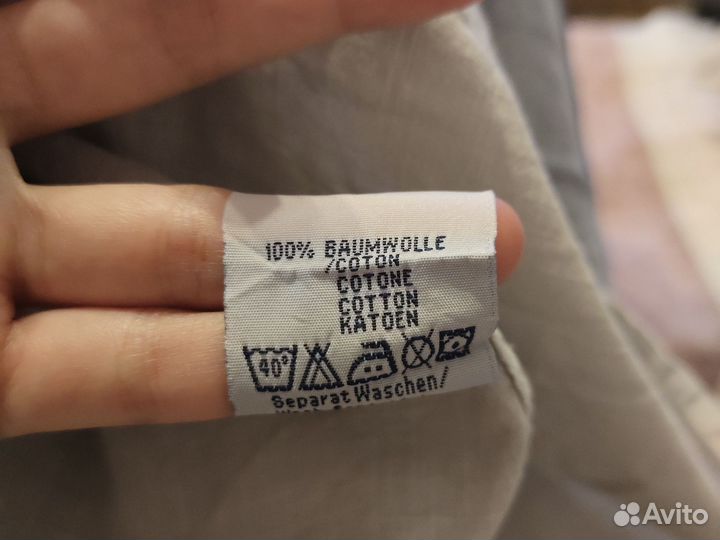 100% BAUMWOLLE
/COTON
COTONE
COTTON
KATOEN
40°
Separat Waschen/
Avito